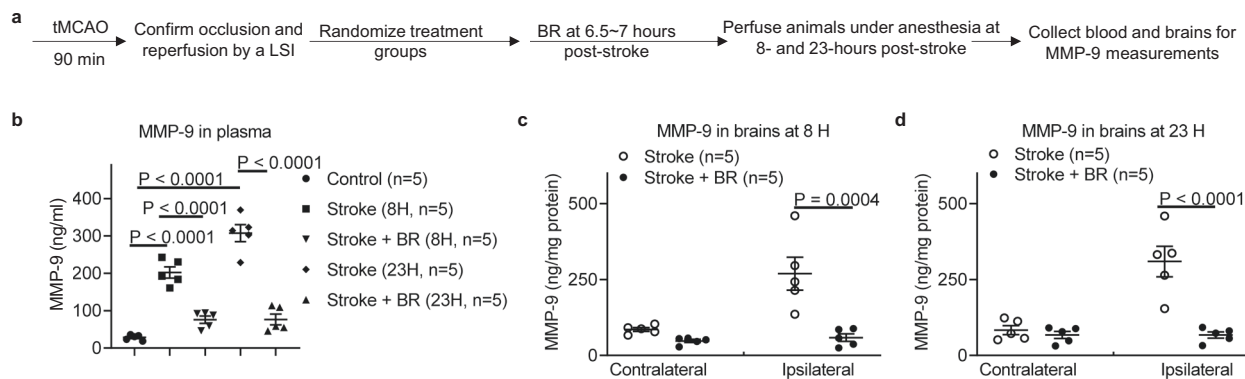 a
tMCAO
90 min
Confirm occlusion and
reperfusion by a LSI
Randomize treatment
groups
BR at 6.5~7 hours
post-stroke
Perfuse animals under anesthesia at
8- and 23-hours post-stroke
Collect blood and brains for
MMP-9 measurements
b
MMP-9 in plasma
MMP-9 (ng/ml)
400
300
200
100
0
P < 0.0001
P < 0.0001
P < 0.0001
P < 0.0001
Control (n=5)
Stroke (8H, n=5)
Stroke + BR (8H, n=5)
Stroke (23H, n=5)
Stroke + BR (23H, n=5)
c
MMP-9 in brains at 8 H
Stroke (n=5)
Stroke + BR (n=5)
P = 0.0004
MMP-9 (ng/mg protein)
500
250
0
Contralateral
Ipsilateral
d
MMP-9 in brains at 23 H
Stroke (n=5)
Stroke + BR (n=5)
P < 0.0001
MMP-9 (ng/mg protein)
500
250
0
Contralateral
Ipsilateral